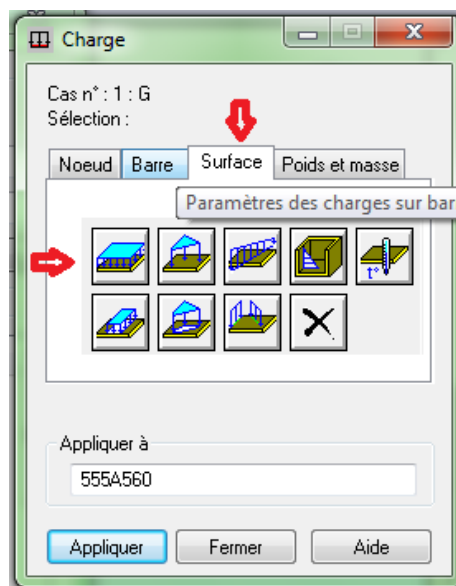 Charge
Cas n° : 1 : G
Sélection :
Noeud Barre Surface Poids et masse
Paramètres des charges sur bar
t°
Appliquer à
555A560
Appliquer Fermer Aide